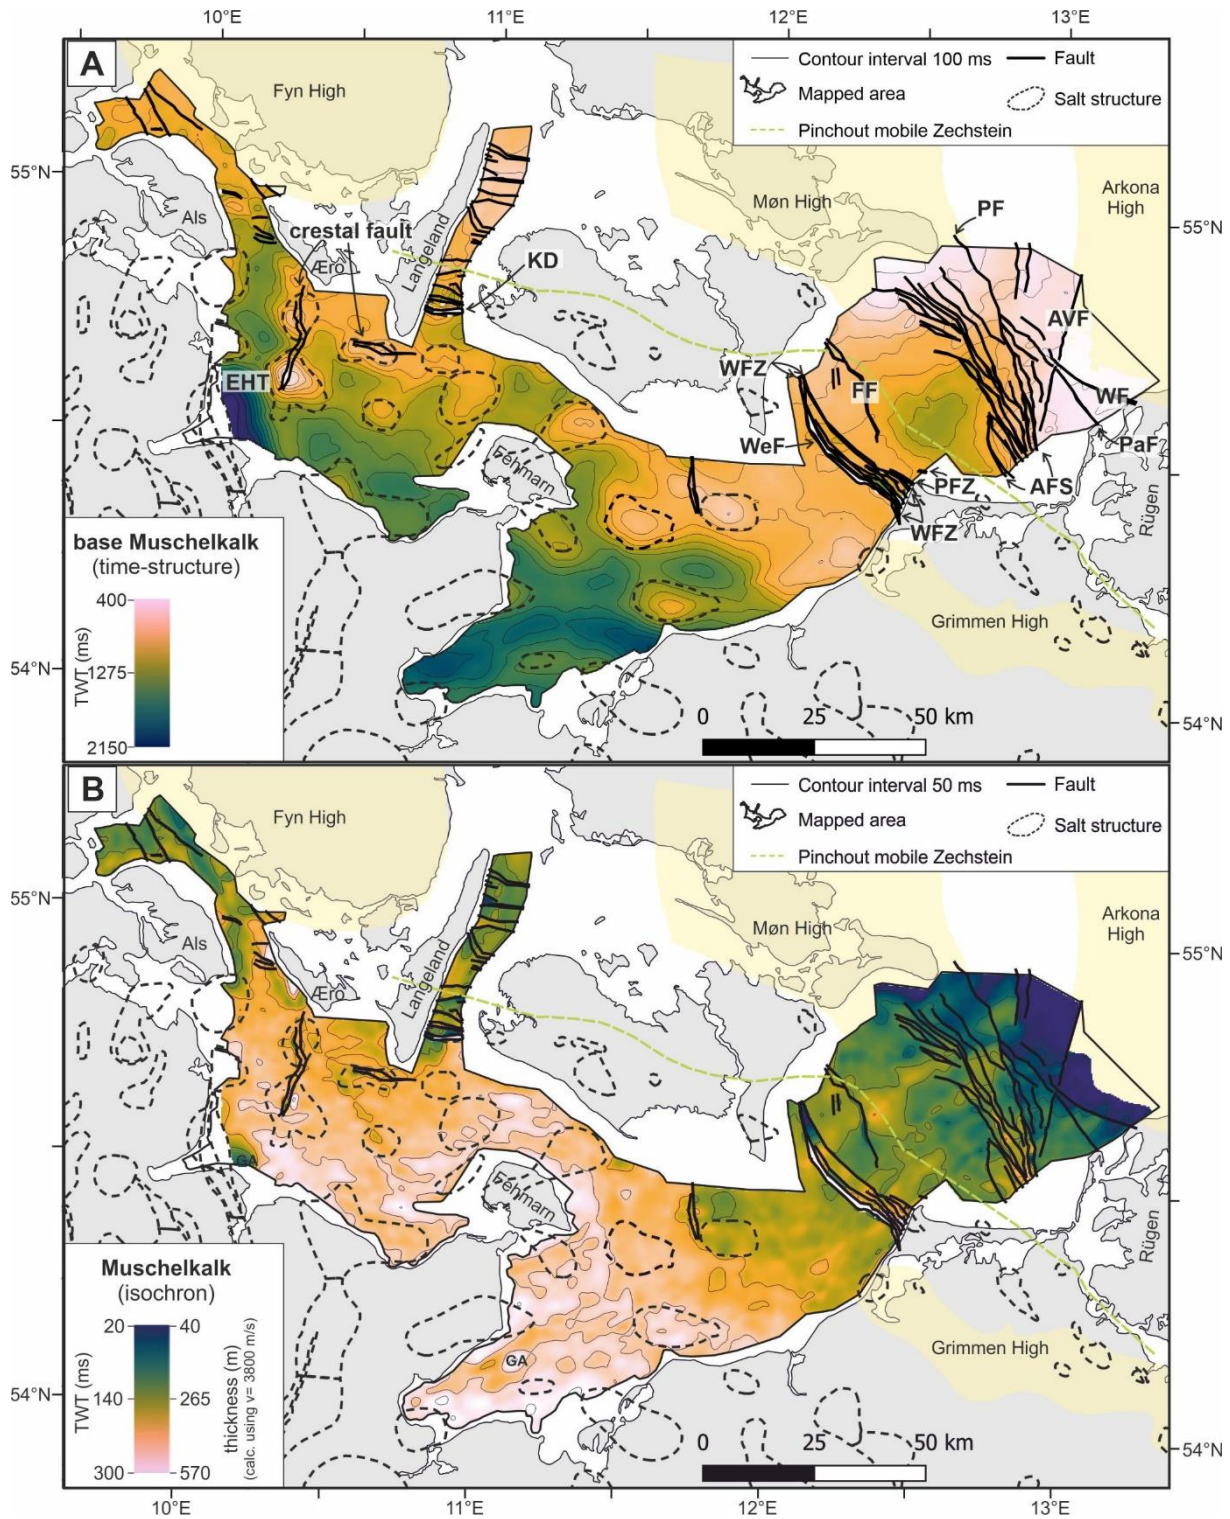 10°E 11°E 12°E 13°E
A
Contour interval 100 ms
Fault
Mapped area
Salt structure
Pinchout mobile Zechstein
Fyn High
55°N
Als
crestal fault
Ærø
Langeland
KD
Møn High
PF
Arkona
High
55°N
AVF
WFZ
FF
EHT
WF
WeF
PaF
Fehmarn
PFZ
AFS
WFZ
Rügen
base Muschelkalk
(time-structure)
400
TWT (ms)
1275
2150
Grimmen High
54°N
0 25 50 km
54°N
B
Contour interval 50 ms
Fault
Mapped area
Salt structure
Pinchout mobile Zechstein
Fyn High
55°N
Als
Ærø
Langeland
Møn High
Arkona
High
55°N
GA
Fehmarn
Rügen
Muschelkalk
(isochron)
20 40
TWT (ms)
140 265
thickness (m)
(calc. using v= 3800 m/s)
300 570
GA
Grimmen High
54°N
0 25 50 km
54°N
10°E 11°E 12°E 13°E